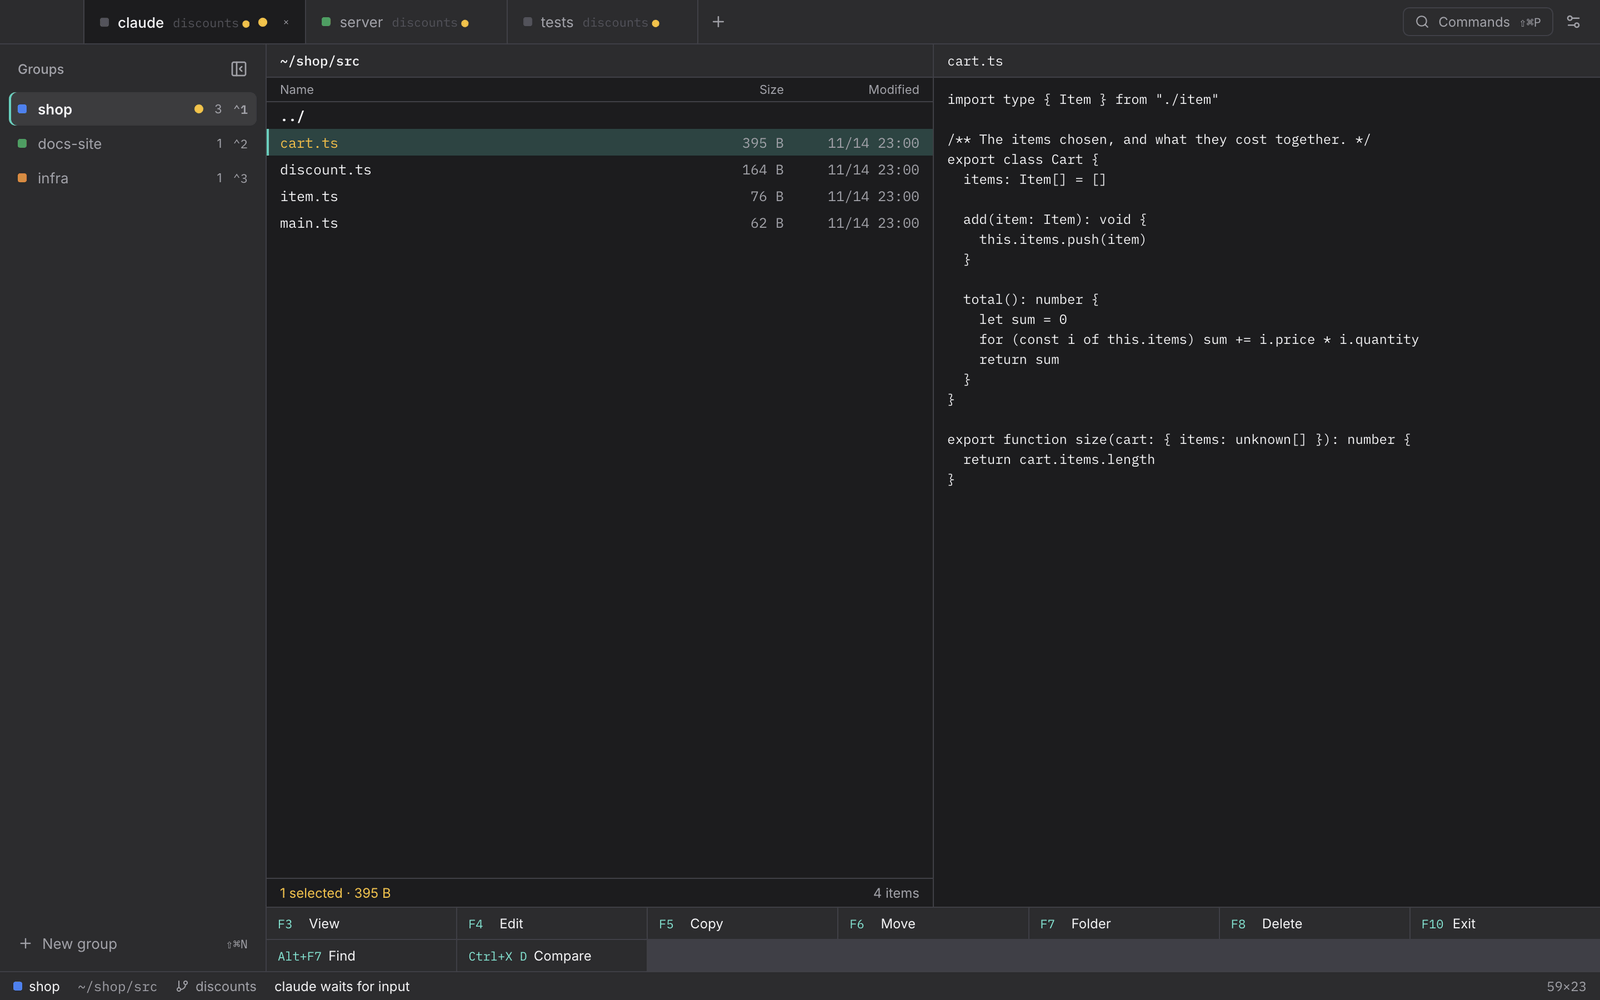 claude discounts ×
server discounts
tests discounts
+
Commands ⇧⌘P
Groups
shop 3 ^1
docs-site 1 ^2
infra 1 ^3
+ New group ⇧⌘N
~/shop/src
Name Size Modified
../
cart.ts 395 B 11/14 23:00
discount.ts 164 B 11/14 23:00
item.ts 76 B 11/14 23:00
main.ts 62 B 11/14 23:00
1 selected · 395 B 4 items
cart.ts
import type { Item } from "./item"
/** The items chosen, and what they cost together. */
export class Cart {
  items: Item[] = []
  add(item: Item): void {
    this.items.push(item)
  }
  total(): number {
    let sum = 0
    for (const i of this.items) sum += i.price * i.quantity
    return sum
  }
}
export function size(cart: { items: unknown[] }): number {
  return cart.items.length
}
F3 View F4 Edit F5 Copy F6 Move F7 Folder F8 Delete F10 Exit
Alt+F7 Find Ctrl+X D Compare
shop ~/shop/src discounts claude waits for input 59×23